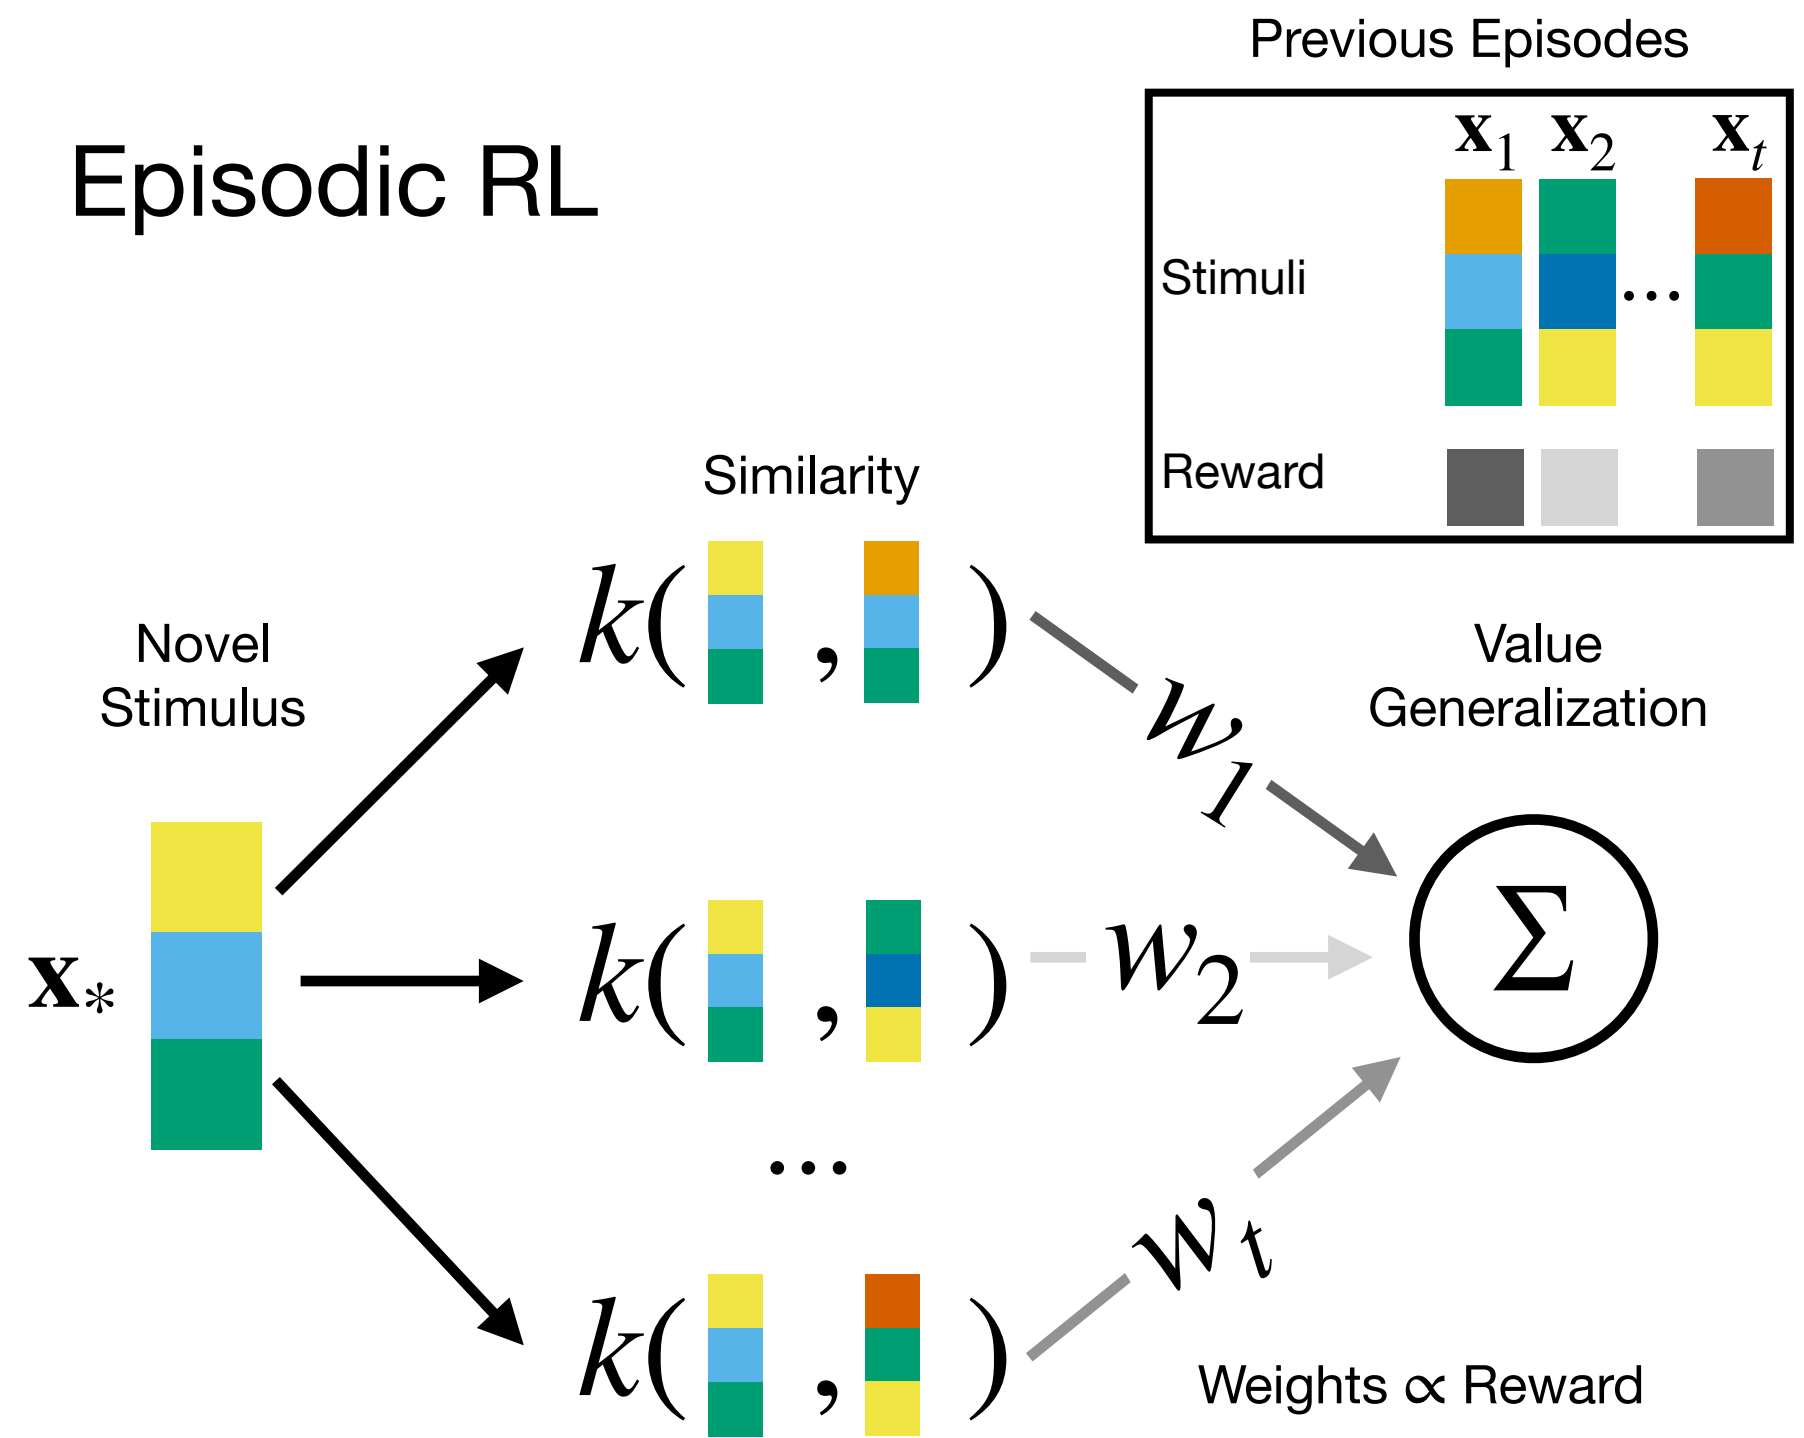 Previous Episodes
Episodic RL
x₁ x₂ xₜ
Stimuli
...
Reward
Similarity
k( , )
Novel
Stimulus
w₁
Value
Generalization
x*
k( , )
w₂
Σ
...
wₜ
k( , )
Weights ∝ Reward